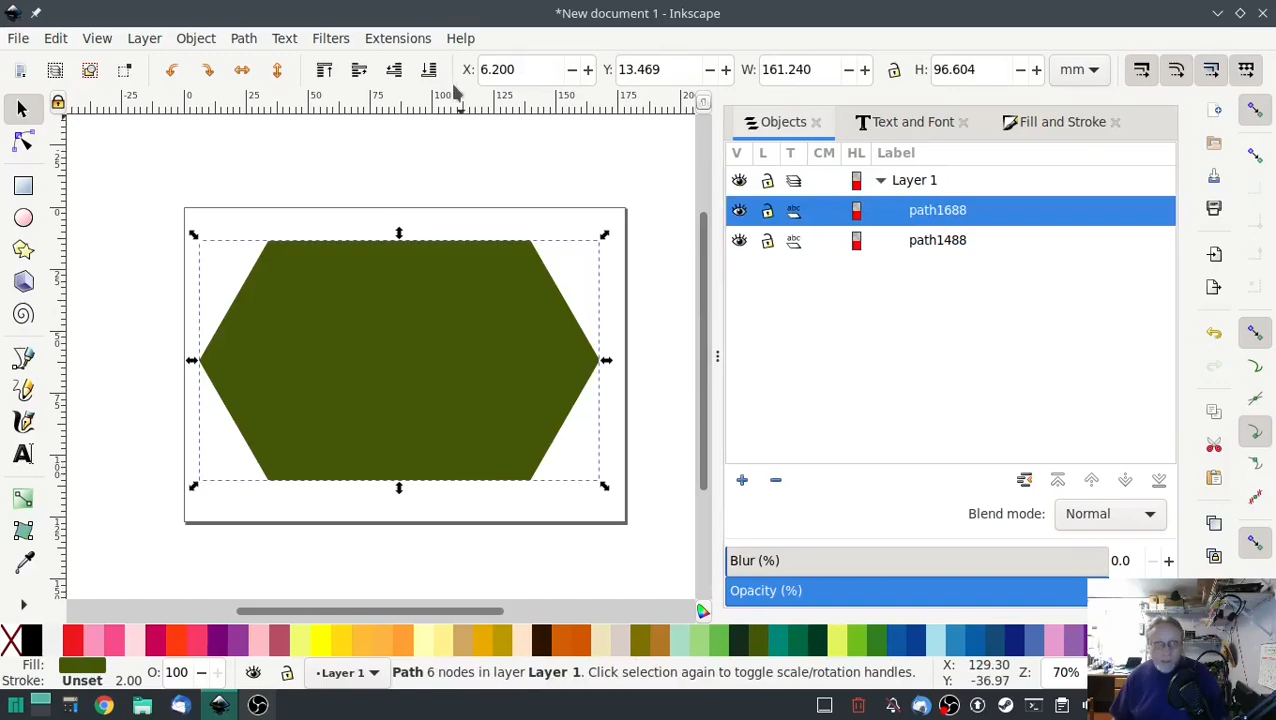 *New document 1 - Inkscape
File Edit View Layer Object Path Text Filters Extensions Help
X: 6.200 Y: 13.469 W: 161.240 H: 96.604 mm
-25 0 25 50 75 100 125 150 175 200
Objects Text and Font Fill and Stroke
V L T CM HL Label
Layer 1
abc path1688
abc path1488
Blend mode: Normal
Blur (%) 0.0
Opacity (%)
Fill: O: 100 Layer 1 Path 6 nodes in layer Layer 1. Click selection again to toggle scale/rotation handles. X: 129.30 Z: 70%
Stroke: Unset 2.00 Y: -36.97